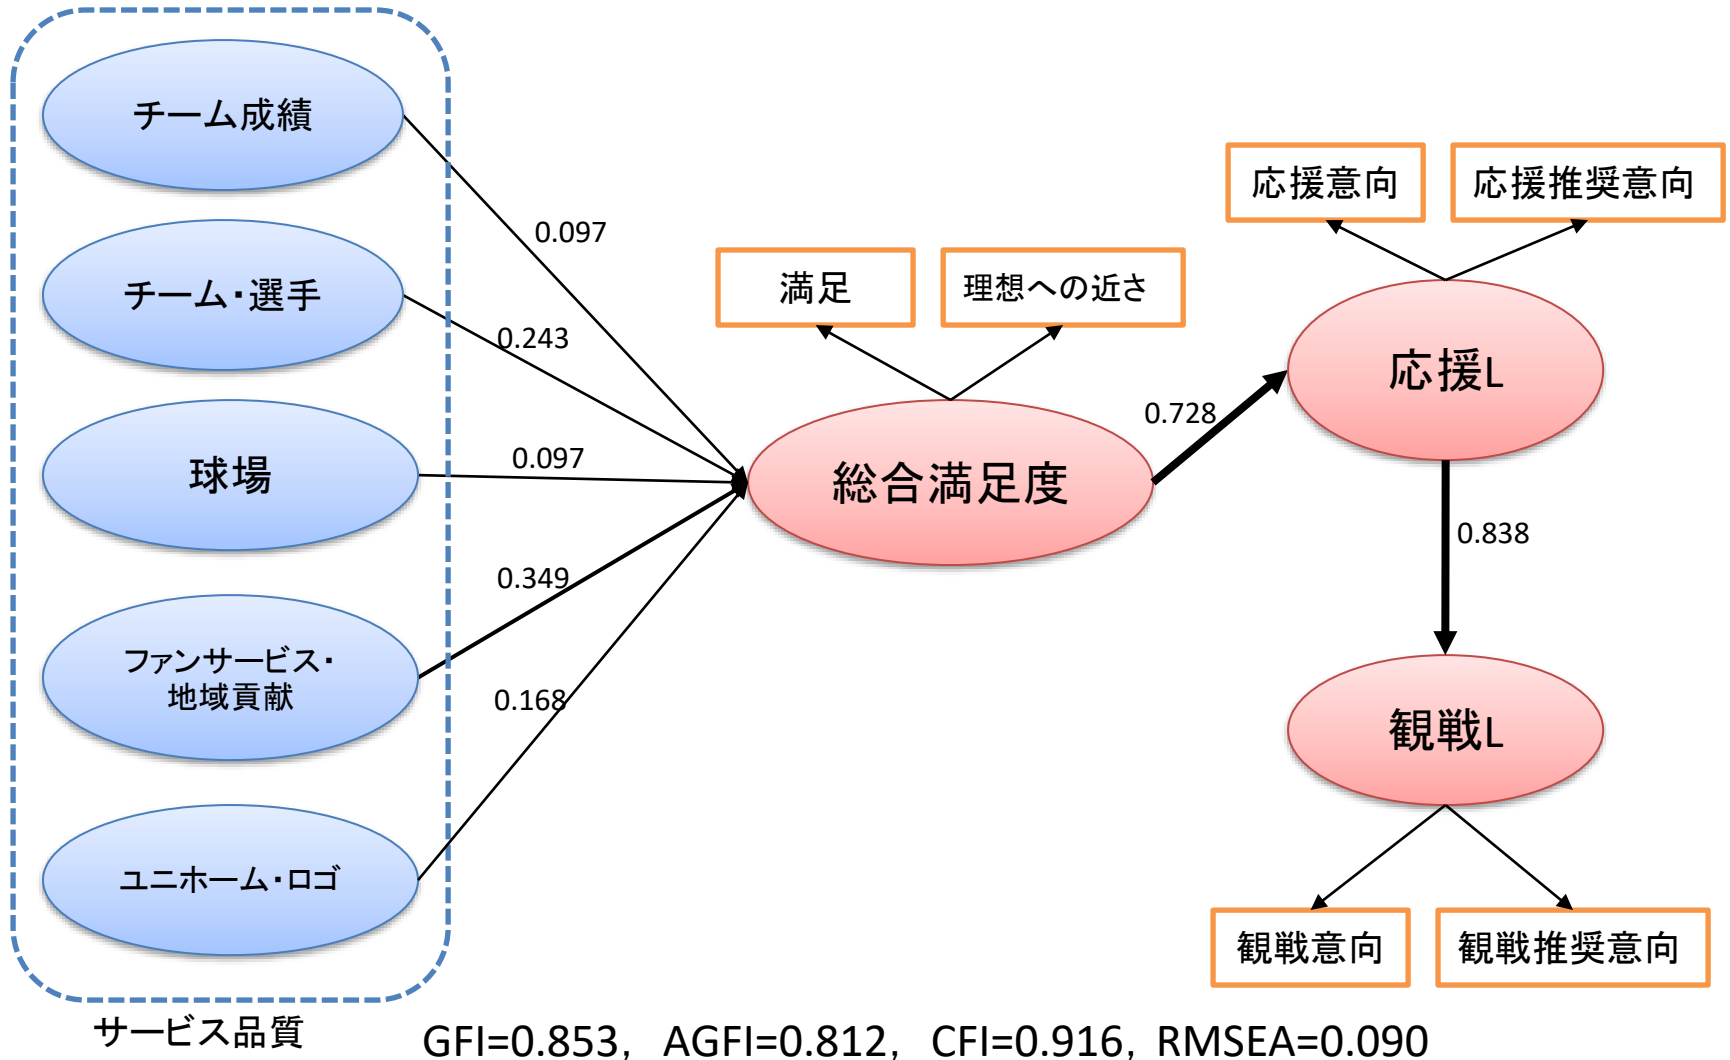 チーム成績
チーム・選手
球場
ファンサービス・
地域貢献
ユニホーム・ロゴ
サービス品質
0.097
0.243
0.097
0.349
0.168
満足
理想への近さ
総合満足度
0.728
応援意向
応援推奨意向
応援L
0.838
観戦L
観戦意向
観戦推奨意向
GFI=0.853, AGFI=0.812, CFI=0.916, RMSEA=0.090